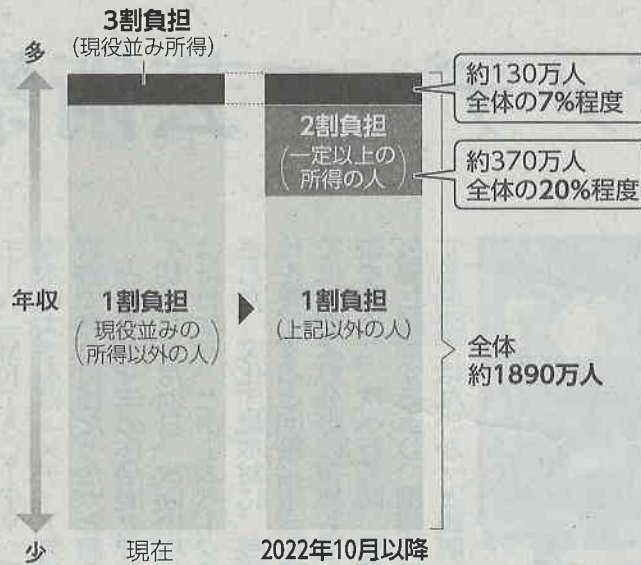 3割負担
(現役並み所得)
多
約130万人
全体の7%程度
2割負担
(一定以上の
所得の人)
約370万人
全体の20%程度
年収
1割負担
(現役並みの
所得以外の人)
1割負担
(上記以外の人)
全体
約1890万人
少
現在
2022年10月以降